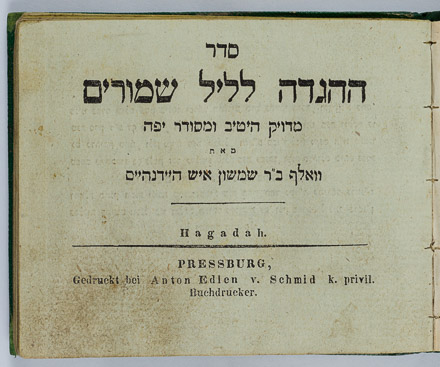 סדר
ההגדה לליל שמורים
מדויק היטיב ומסודר יפה
מאת
וואלף ב״ר שמשון איש היידנהיים
Hagadah.
PRESSBURG,
Gedruckt bei Anton Edlen v. Schmid k. privil.
Buchdrucker.